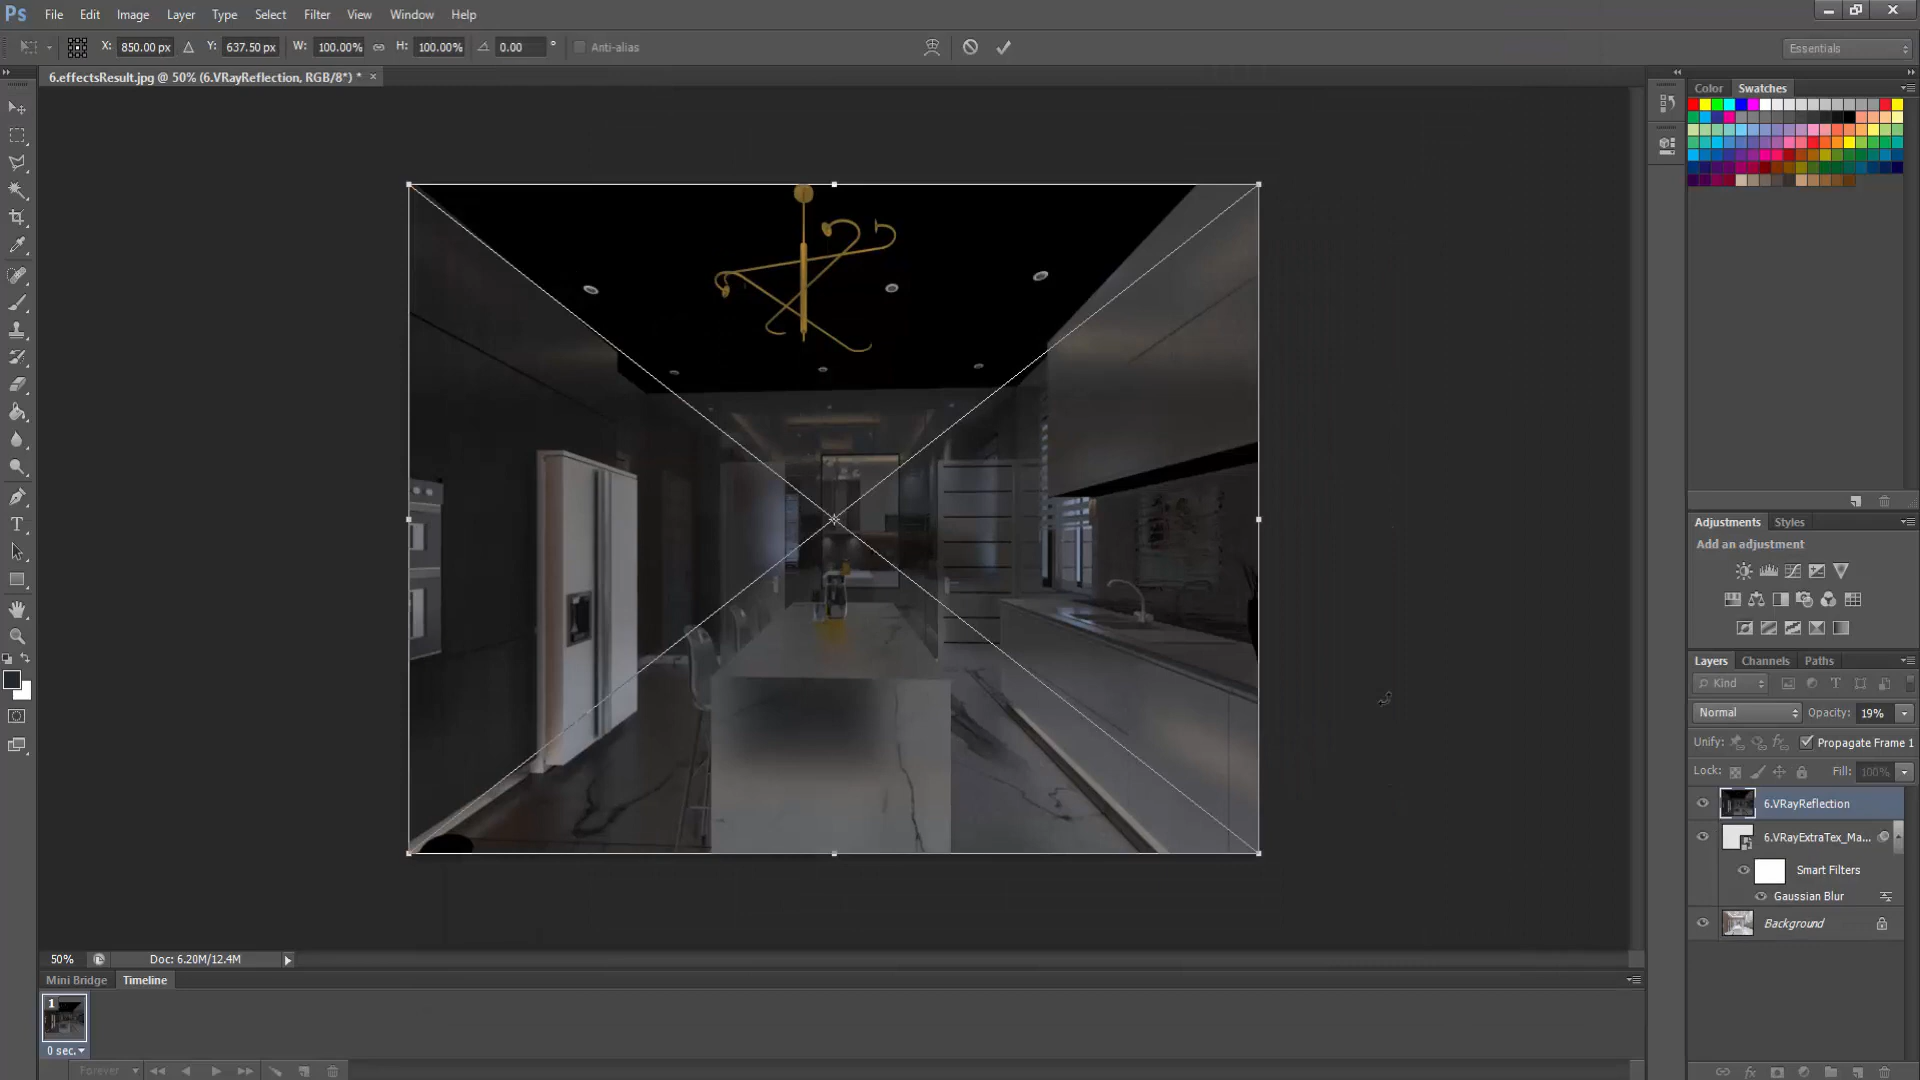 Ps File Edit Image Layer Type Select Filter View Window Help
X: 850.00 px Y: 637.50 px W: 100.00% H: 100.00% 0.00 ° Anti-alias Essentials
6.effectsResult.jpg @ 50% (6.VRayReflection, RGB/8*) * ×
Color Swatches
Adjustments Styles
Add an adjustment
Layers Channels Paths
Kind
Normal Opacity: 19%
Unify: Propagate Frame 1
Lock: Fill: 100%
6.VRayReflection
6.VRayExtraTex_Ma...
Smart Filters
Gaussian Blur
Background
50% Doc: 6.20M/12.4M
Mini Bridge Timeline
1
0 sec.
Forever